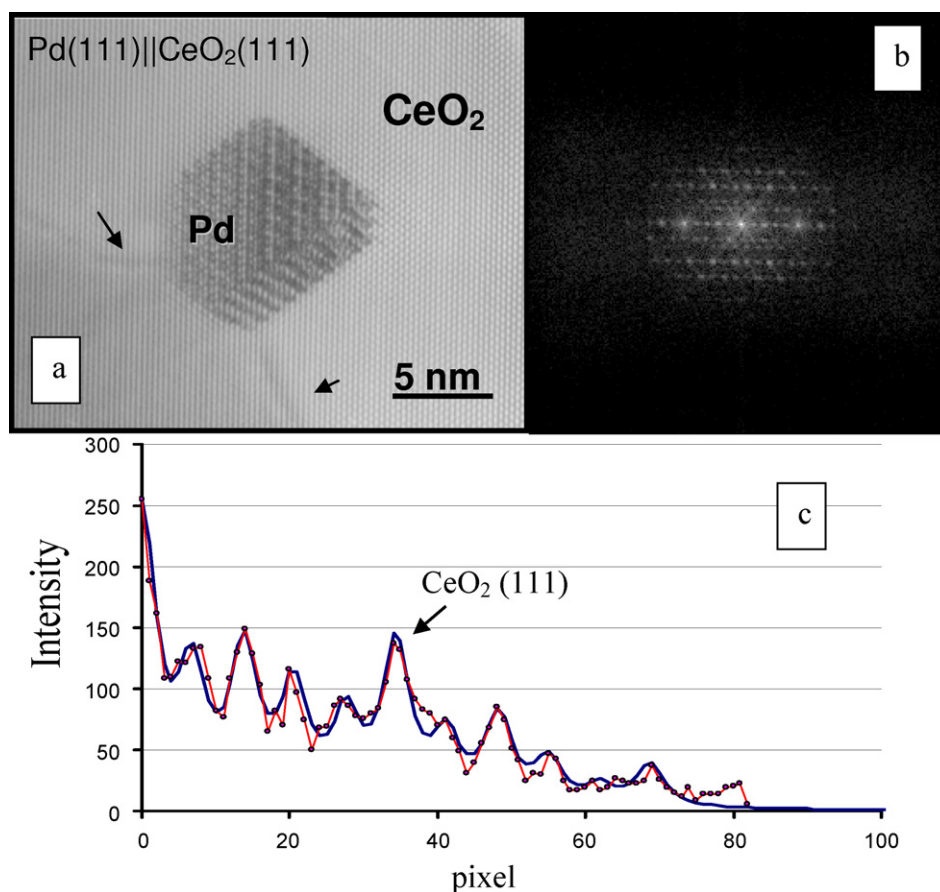 Pd(111)||CeO₂(111)
CeO₂
Pd
a
5 nm
b
300
250
200
150
100
50
0
Intensity
c
CeO₂ (111)
0 20 40 60 80 100
pixel